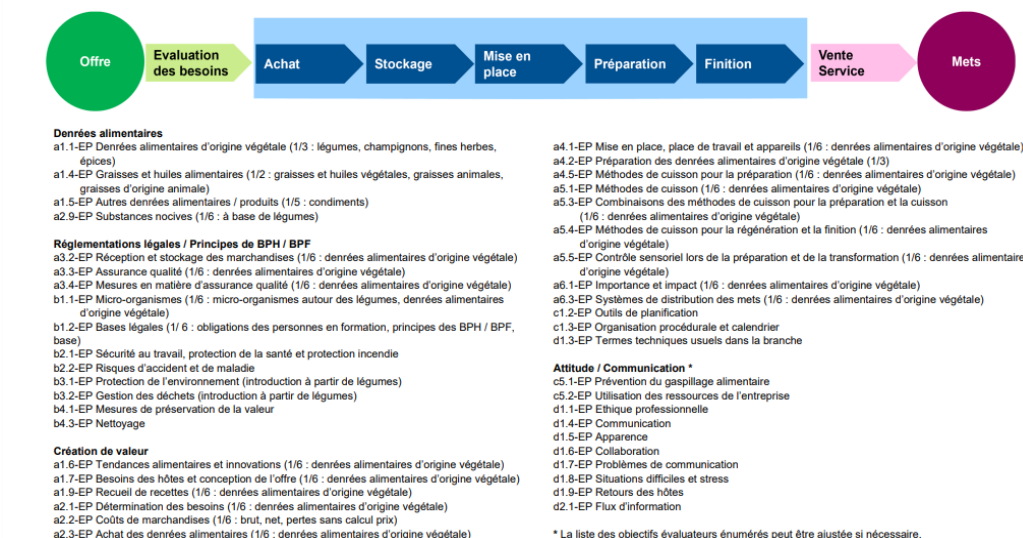 Offre
Evaluation
des besoins
Achat
Stockage
Mise en
place
Préparation
Finition
Vente
Service
Mets
Denrées alimentaires
a1.1-EP Denrées alimentaires d'origine végétale (1/3 : légumes, champignons, fines herbes,
épices)
a1.4-EP Graisses et huiles alimentaires (1/2 : graisses et huiles végétales, graisses animales,
graisses d'origine animale)
a1.5-EP Autres denrées alimentaires / produits (1/5 : condiments)
a2.9-EP Substances nocives (1/6 : à base de légumes)
Réglementations légales / Principes de BPH / BPF
a3.2-EP Réception et stockage des marchandises (1/6 : denrées alimentaires d'origine végétale)
a3.3-EP Assurance qualité (1/6 : denrées alimentaires d'origine végétale)
a3.4-EP Mesures en matière d'assurance qualité (1/6 : denrées alimentaires d'origine végétale)
b1.1-EP Micro-organismes (1/6 : micro-organismes autour des légumes, denrées alimentaires
d'origine végétale)
b1.2-EP Bases légales (1/ 6 : obligations des personnes en formation, principes des BPH / BPF,
base)
b2.1-EP Sécurité au travail, protection de la santé et protection incendie
b2.2-EP Risques d'accident et de maladie
b3.1-EP Protection de l'environnement (introduction à partir de légumes)
b3.2-EP Gestion des déchets (introduction à partir de légumes)
b4.1-EP Mesures de préservation de la valeur
b4.3-EP Nettoyage
Création de valeur
a1.6-EP Tendances alimentaires et innovations (1/6 : denrées alimentaires d'origine végétale)
a1.7-EP Besoins des hôtes et conception de l'offre (1/6 : denrées alimentaires d'origine végétale)
a1.9-EP Recueil de recettes (1/6 : denrées alimentaires d'origine végétale)
a2.1-EP Détermination des besoins (1/6 : denrées alimentaires d'origine végétale)
a2.2-EP Coûts de marchandises (1/6 : brut, net, pertes sans calcul prix)
a2.3-EP Achat des denrées alimentaires (1/6 : denrées alimentaires d'origine végétale)
a4.1-EP Mise en place, place de travail et appareils (1/6 : denrées alimentaires d'origine végétale)
a4.2-EP Préparation des denrées alimentaires d'origine végétale (1/3)
a4.5-EP Méthodes de cuisson pour la préparation (1/6 : denrées alimentaires d'origine végétale)
a5.1-EP Méthodes de cuisson (1/6 : denrées alimentaires d'origine végétale)
a5.3-EP Combinaisons des méthodes de cuisson pour la préparation et la cuisson
(1/6 : denrées alimentaires d'origine végétale)
a5.4-EP Méthodes de cuisson pour la régénération et la finition (1/6 : denrées alimentaires
d'origine végétale)
a5.5-EP Contrôle sensoriel lors de la préparation et de la transformation (1/6 : denrées alimentaire
d'origine végétale)
a6.1-EP Importance et impact (1/6 : denrées alimentaires d'origine végétale)
a6.3-EP Systèmes de distribution des mets (1/6 : denrées alimentaires d'origine végétale)
c1.2-EP Outils de planification
c1.3-EP Organisation procédurale et calendrier
d1.3-EP Termes techniques usuels dans la branche
Attitude / Communication *
c5.1-EP Prévention du gaspillage alimentaire
c5.2-EP Utilisation des ressources de l'entreprise
d1.1-EP Ethique professionnelle
d1.4-EP Communication
d1.5-EP Apparence
d1.6-EP Collaboration
d1.7-EP Problèmes de communication
d1.8-EP Situations difficiles et stress
d1.9-EP Retours des hôtes
d2.1-EP Flux d'information
* La liste des objectifs évaluateurs énumérés peut être ajustée si nécessaire.